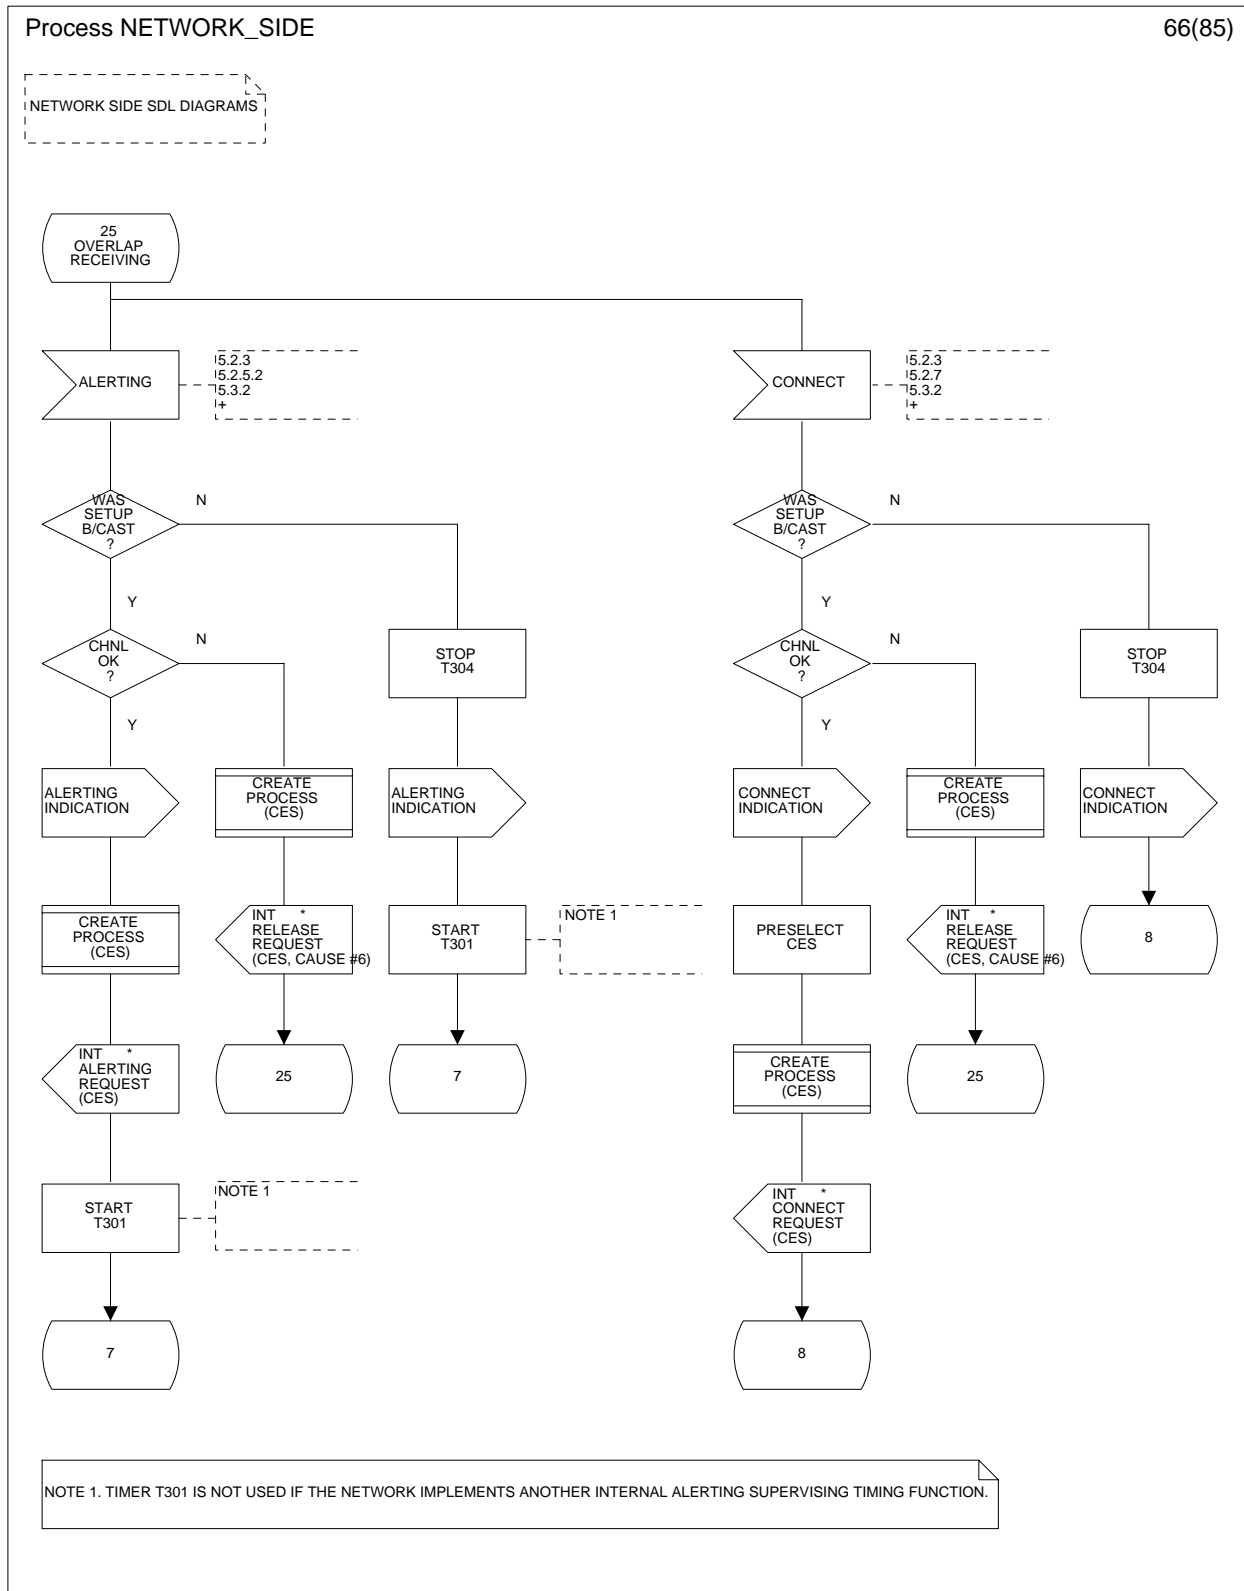 Process NETWORK_SIDE
66(85)
NETWORK SIDE SDL DIAGRAMS
25
OVERLAP
RECEIVING
ALERTING
5.2.3
5.2.5.2
5.3.2
+
CONNECT
5.2.3
5.2.7
5.3.2
+
WAS
SETUP
B/CAST
?
N
WAS
SETUP
B/CAST
?
N
Y
Y
CHNL
OK
?
N
STOP
T304
CHNL
OK
?
N
STOP
T304
Y
Y
ALERTING
INDICATION
CREATE
PROCESS
(CES)
ALERTING
INDICATION
CONNECT
INDICATION
CREATE
PROCESS
(CES)
CONNECT
INDICATION
CREATE
PROCESS
(CES)
INT *
RELEASE
REQUEST
(CES, CAUSE #6)
START
T301
NOTE 1
PRESELECT
CES
INT *
RELEASE
REQUEST
(CES, CAUSE #6)
8
INT *
ALERTING
REQUEST
(CES)
25
7
CREATE
PROCESS
(CES)
25
START
T301
NOTE 1
INT *
CONNECT
REQUEST
(CES)
7
8
NOTE 1. TIMER T301 IS NOT USED IF THE NETWORK IMPLEMENTS ANOTHER INTERNAL ALERTING SUPERVISING TIMING FUNCTION.